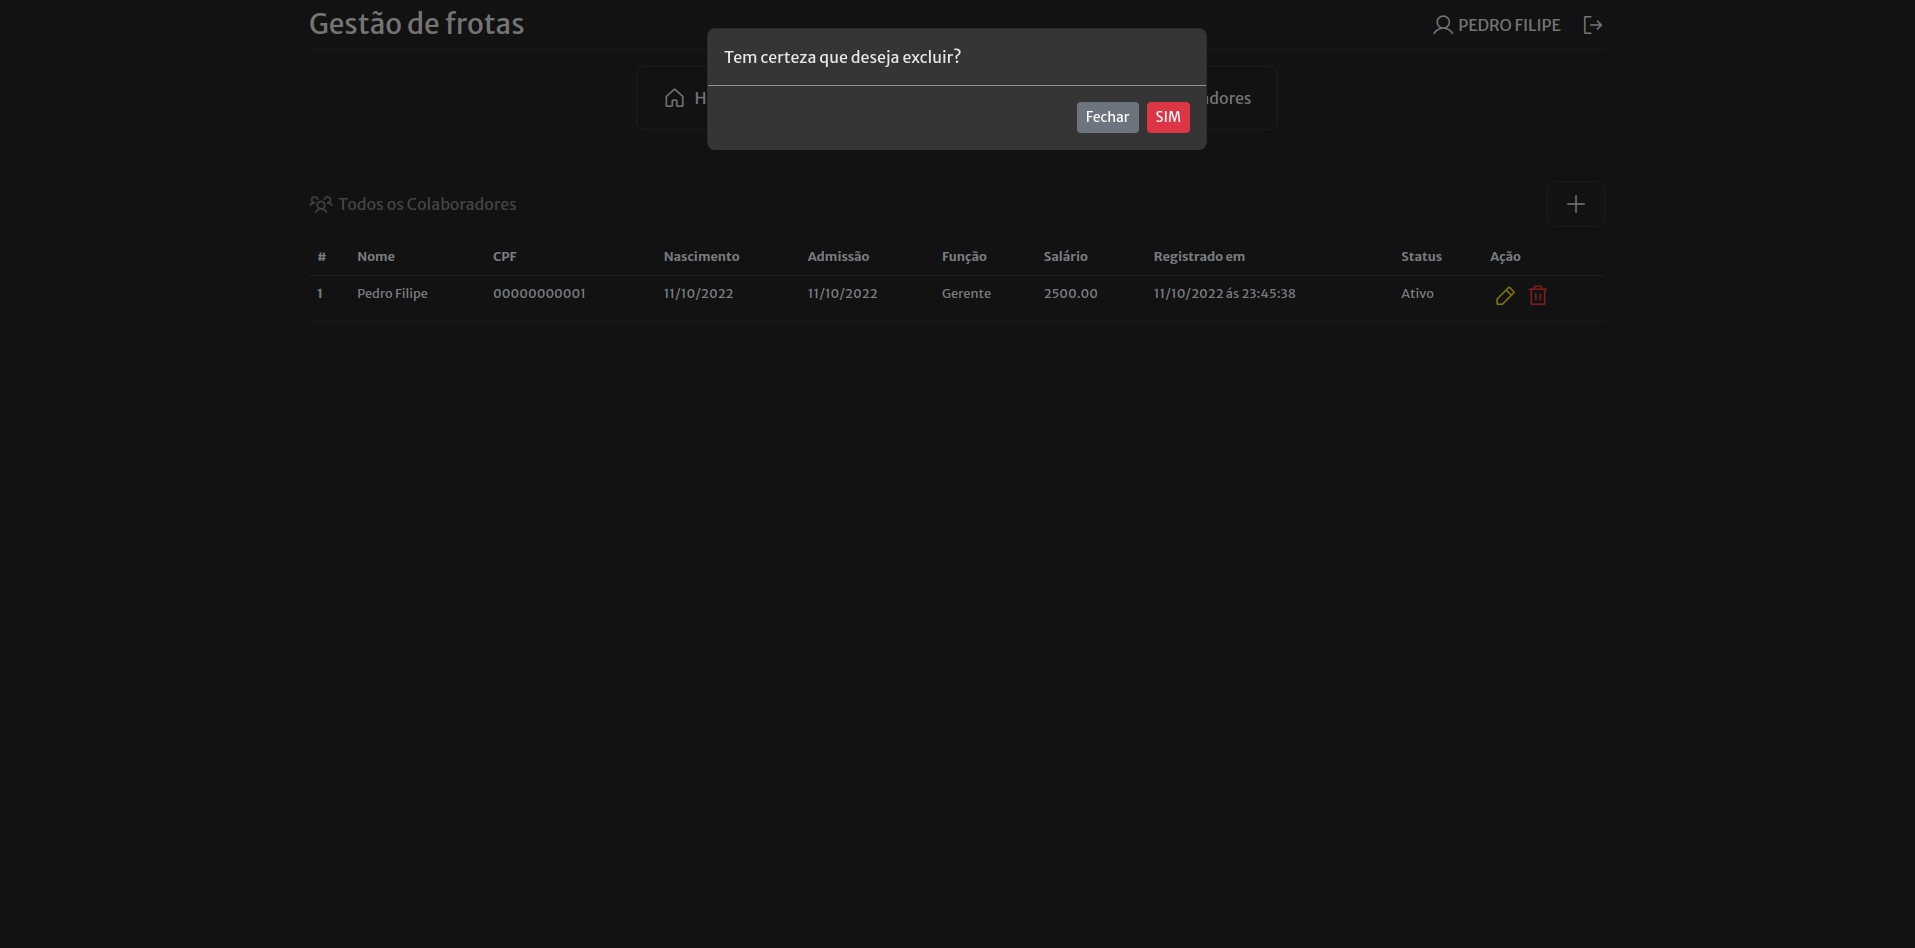 Gestão de frotas
PEDRO FILIPE
Tem certeza que deseja excluir?
Fechar SIM
Todos os Colaboradores
# Nome CPF Nascimento Admissão Função Salário Registrado em Status Ação
1 Pedro Filipe 00000000001 11/10/2022 11/10/2022 Gerente 2500.00 11/10/2022 ás 23:45:38 Ativo